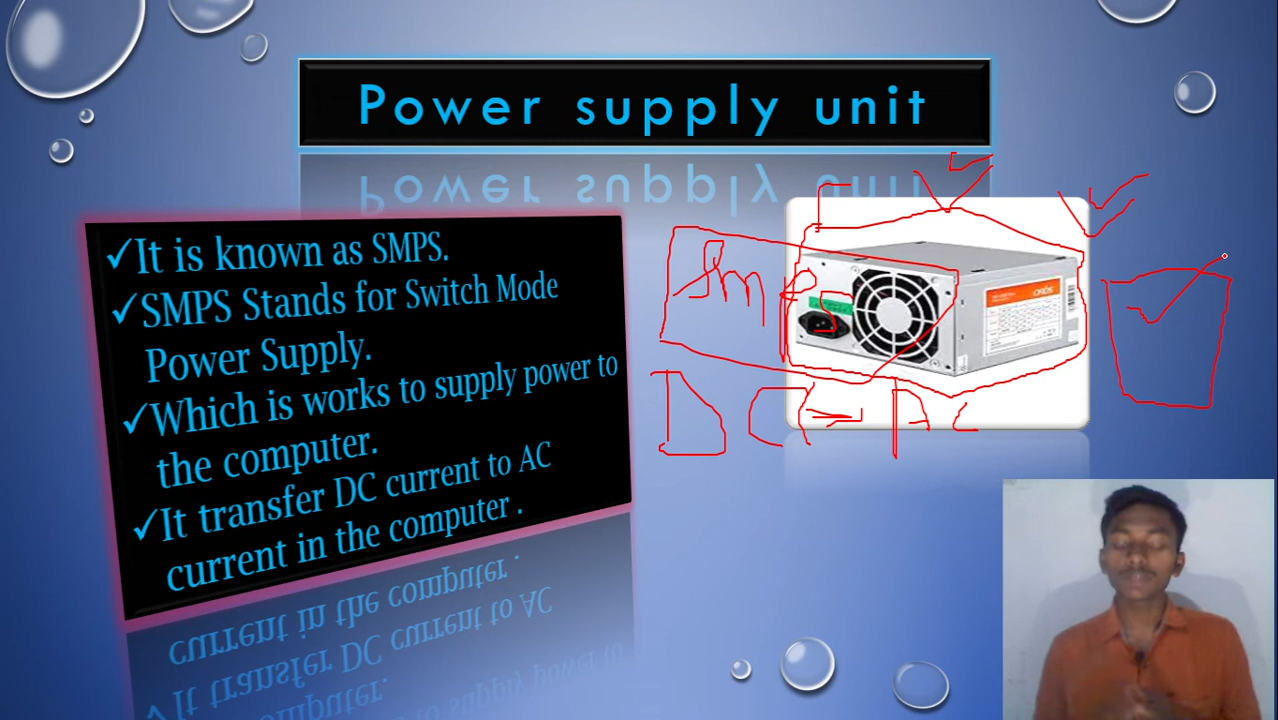 Power supply unit
✓It is known as SMPS.
✓SMPS Stands for Switch Mode
Power Supply.
✓Which is works to supply power to
the computer.
✓It transfer DC current to AC
current in the computer .
Smps
DC